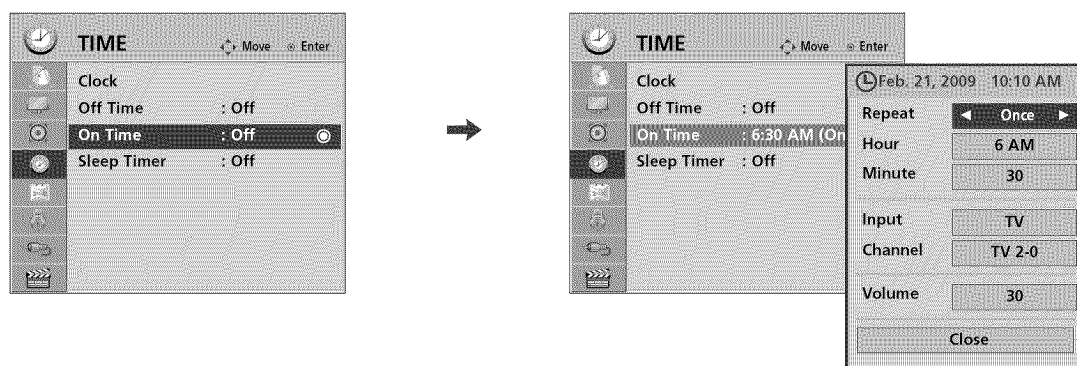 TIME Move Enter
Clock
Off Time : Off
On Time : Off
Sleep Timer : Off
TIME Move Enter
Clock
Off Time : Off
On Time : 6:30 AM (On
Sleep Timer : Off
Feb. 21, 2009 10:10 AM
Repeat ◄ Once ►
Hour 6 AM
Minute 30
Input TV
Channel TV 2-0
Volume 30
Close